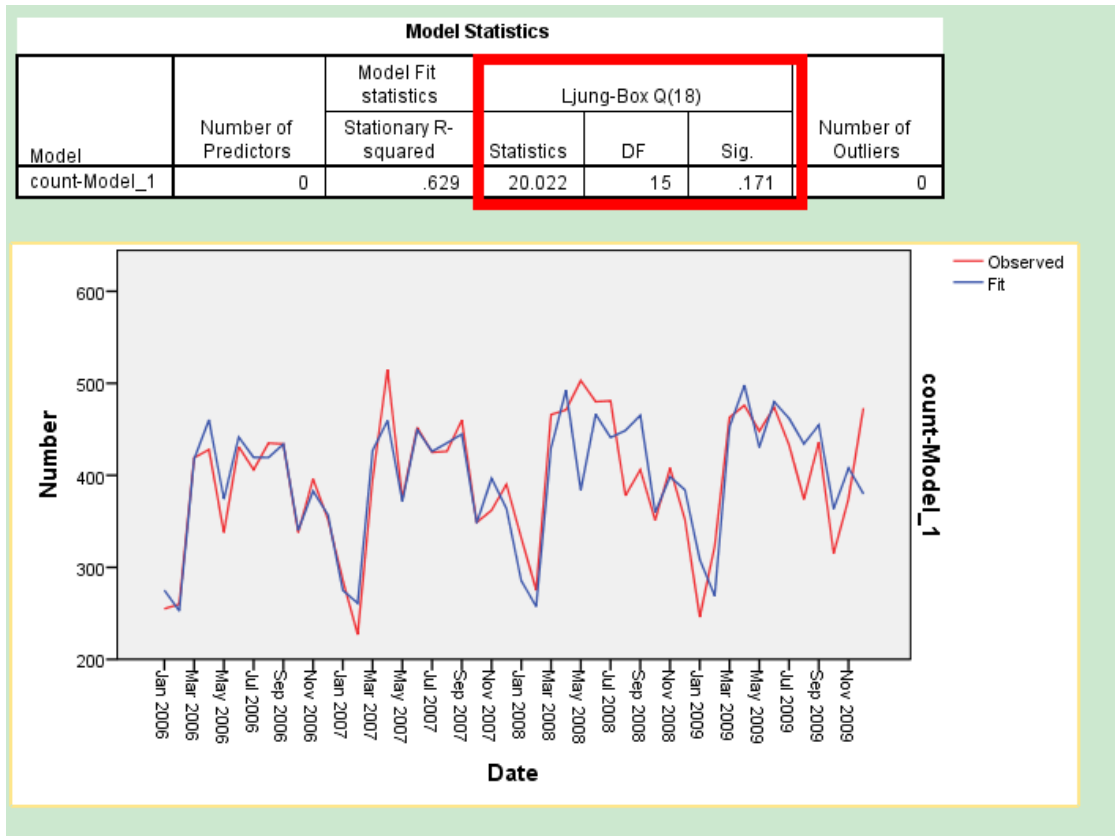 Model Statistics
Model
Number of
Predictors
Model Fit
statistics
Stationary R-
squared
Ljung-Box Q(18)
Statistics DF Sig.
Number of
Outliers
count-Model_1 0 .629 20.022 15 .171 0
Observed
Fit
600
500
400
300
200
Number
count-Model_1
Jan 2006
Mar 2006
May 2006
Jul 2006
Sep 2006
Nov 2006
Jan 2007
Mar 2007
May 2007
Jul 2007
Sep 2007
Nov 2007
Jan 2008
Mar 2008
May 2008
Jul 2008
Sep 2008
Nov 2008
Jan 2009
Mar 2009
May 2009
Jul 2009
Sep 2009
Nov 2009
Date